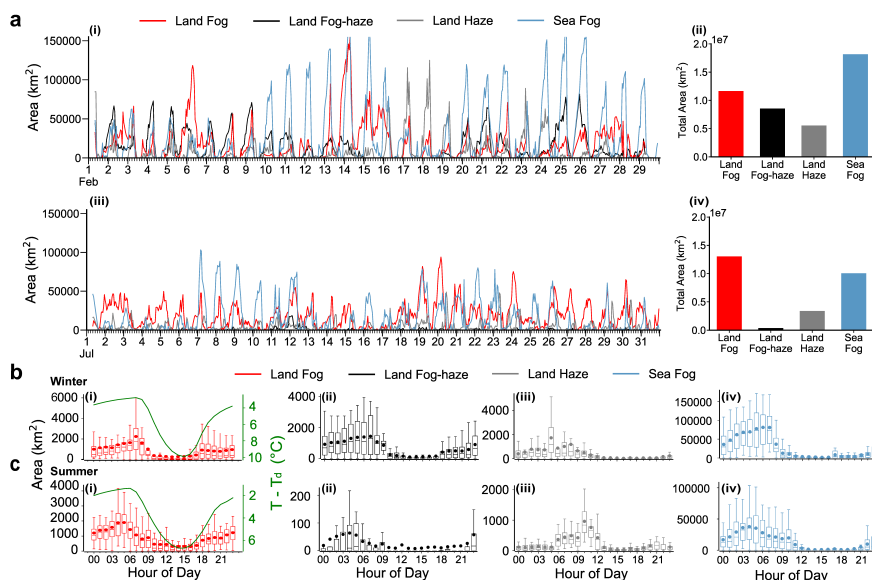 a
Land Fog
Land Fog-haze
Land Haze
Sea Fog
(i)
150000
100000
50000
0
Area (km²)
1 2 3 4 5 6 7 8 9 10 11 12 13 14 15 16 17 18 19 20 21 22 23 24 25 26 27 28 29
Feb
(ii)
1e7
2.0
1.5
1.0
0.5
0.0
Total Area (km²)
Land Fog
Land Fog-haze
Land Haze
Sea Fog
(iii)
150000
100000
50000
0
Area (km²)
1 2 3 4 5 6 7 8 9 10 11 12 13 14 15 16 17 18 19 20 21 22 23 24 25 26 27 28 29 30 31
Jul
(iv)
1e7
2.0
1.5
1.0
0.5
0.0
Total Area (km²)
Land Fog
Land Fog-haze
Land Haze
Sea Fog
b
Winter
Land Fog
Land Fog-haze
Land Haze
Sea Fog
(i)
6000
4000
2000
0
4
6
8
10
(ii)
4000
2000
0
(iii)
4000
2000
0
(iv)
150000
100000
50000
0
Area (km²)
T - Td (°C)
c
Summer
(i)
4000
3000
2000
1000
0
2
4
6
00 03 06 09 12 15 18 21
Hour of Day
(ii)
200
100
0
00 03 06 09 12 15 18 21
Hour of Day
(iii)
2000
1000
0
00 03 06 09 12 15 18 21
Hour of Day
(iv)
100000
50000
0
00 03 06 09 12 15 18 21
Hour of Day